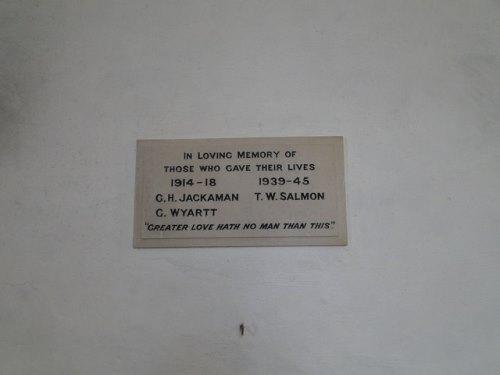 IN LOVING MEMORY OF
THOSE WHO GAVE THEIR LIVES
1914-18 1939-45
G.H. JACKAMAN T.W. SALMON
G. WYARTT
"GREATER LOVE HATH NO MAN THAN THIS".